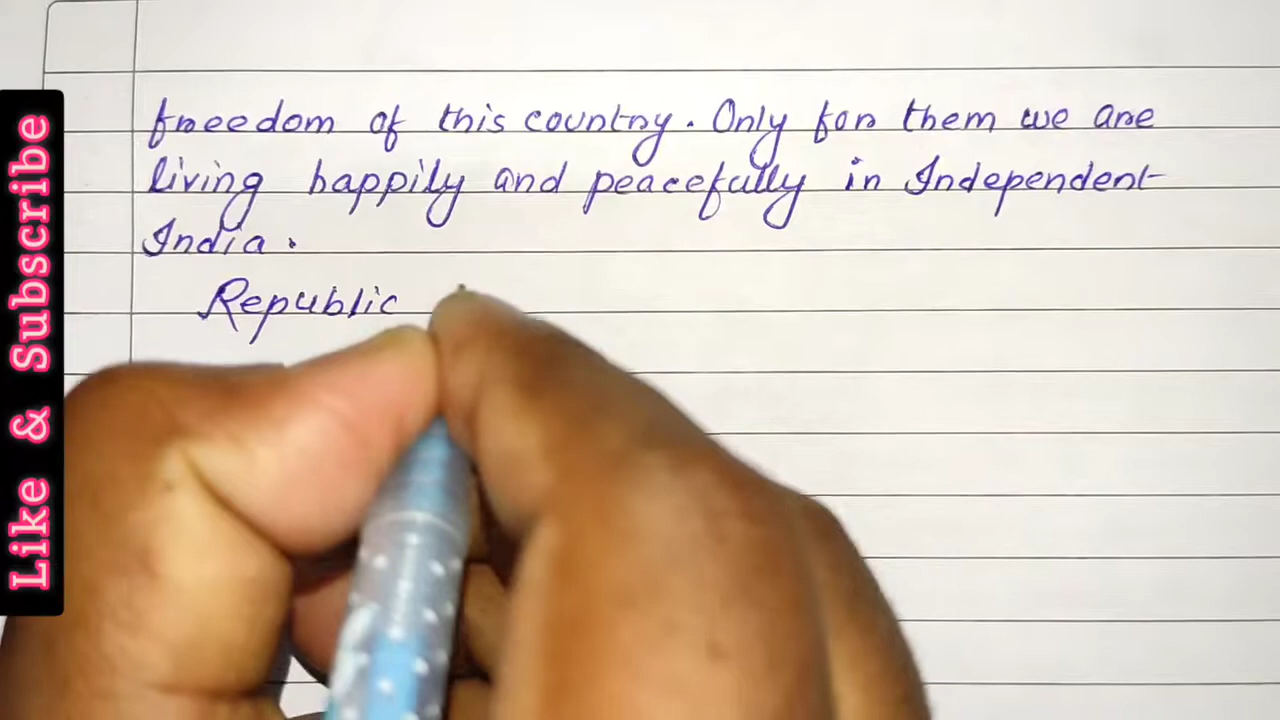 freedom of this country. Only for them we are
living happily and peacefully in Independent
India.
Republic
Like & Subscribe